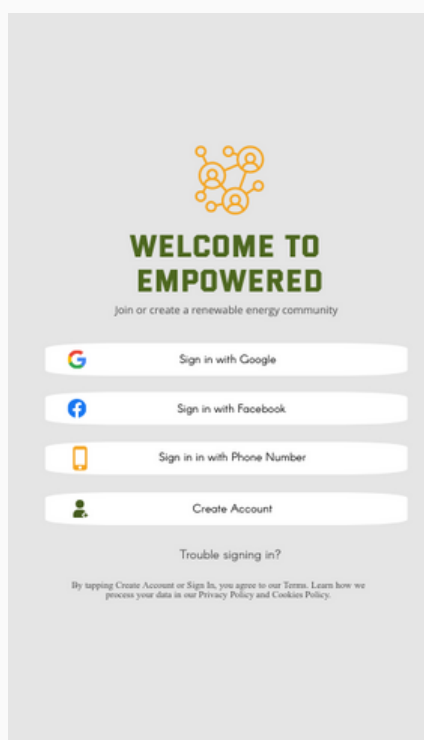 WELCOME TO
EMPOWERED
Join or create a renewable energy community
Sign in with Google
Sign in with Facebook
Sign in in with Phone Number
Create Account
Trouble signing in?
By tapping Create Account or Sign In, you agree to our Terms. Learn how we
process your data in our Privacy Policy and Cookies Policy.